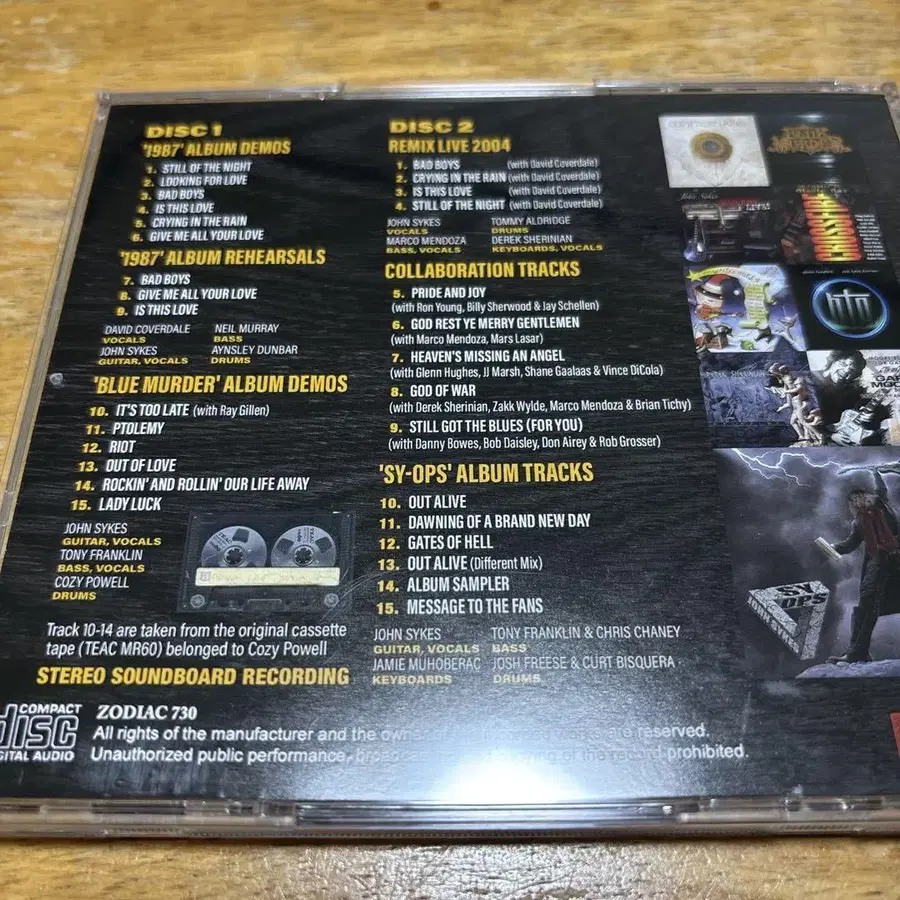 DISC 1
'1987' ALBUM DEMOS
1. STILL OF THE NIGHT
2. LOOKING FOR LOVE
3. BAD BOYS
4. IS THIS LOVE
5. CRYING IN THE RAIN
6. GIVE ME ALL YOUR LOVE
'1987' ALBUM REHEARSALS
7. BAD BOYS
8. GIVE ME ALL YOUR LOVE
9. IS THIS LOVE
DAVID COVERDALE NEIL MURRAY
VOCALS BASS
JOHN SYKES AYNSLEY DUNBAR
GUITAR, VOCALS DRUMS
'BLUE MURDER' ALBUM DEMOS
10. IT'S TOO LATE (with Ray Gillen)
11. PTOLEMY
12. RIOT
13. OUT OF LOVE
14. ROCKIN' AND ROLLIN' OUR LIFE AWAY
15. LADY LUCK
JOHN SYKES
GUITAR, VOCALS
TONY FRANKLIN
BASS, VOCALS
COZY POWELL
DRUMS
Track 10-14 are taken from the original cassette
tape (TEAC MR60) belonged to Cozy Powell
STEREO SOUNDBOARD RECORDING
DISC 2
REMIX LIVE 2004
1. BAD BOYS (with David Coverdale)
2. CRYING IN THE RAIN (with David Coverdale)
3. IS THIS LOVE (with David Coverdale)
4. STILL OF THE NIGHT (with David Coverdale)
JOHN SYKES TOMMY ALDRIDGE
VOCALS DRUMS
MARCO MENDOZA DEREK SHERINIAN
BASS, VOCALS KEYBOARDS, VOCALS
COLLABORATION TRACKS
5. PRIDE AND JOY
(with Ron Young, Billy Sherwood & Jay Schellen)
6. GOD REST YE MERRY GENTLEMEN
(with Marco Mendoza, Mars Lasar)
7. HEAVEN'S MISSING AN ANGEL
(with Glenn Hughes, JJ Marsh, Shane Gaalaas & Vince DiCola)
8. GOD OF WAR
(with Derek Sherinian, Zakk Wylde, Marco Mendoza & Brian Tichy)
9. STILL GOT THE BLUES (FOR YOU)
(with Danny Bowes, Bob Daisley, Don Airey & Rob Grosser)
'SY-OPS' ALBUM TRACKS
10. OUT ALIVE
11. DAWNING OF A BRAND NEW DAY
12. GATES OF HELL
13. OUT ALIVE (Different Mix)
14. ALBUM SAMPLER
15. MESSAGE TO THE FANS
JOHN SYKES TONY FRANKLIN & CHRIS CHANEY
GUITAR, VOCALS BASS
JAMIE MUHOBERAC JOSH FREESE & CURT BISQUERA
KEYBOARDS DRUMS
SY
OPS
JOHN SYKES
COMPACT
disc
DIGITAL AUDIO
ZODIAC 730
All rights of the manufacturer and the are reserved.
Unauthorized public performance, of the record prohibited.